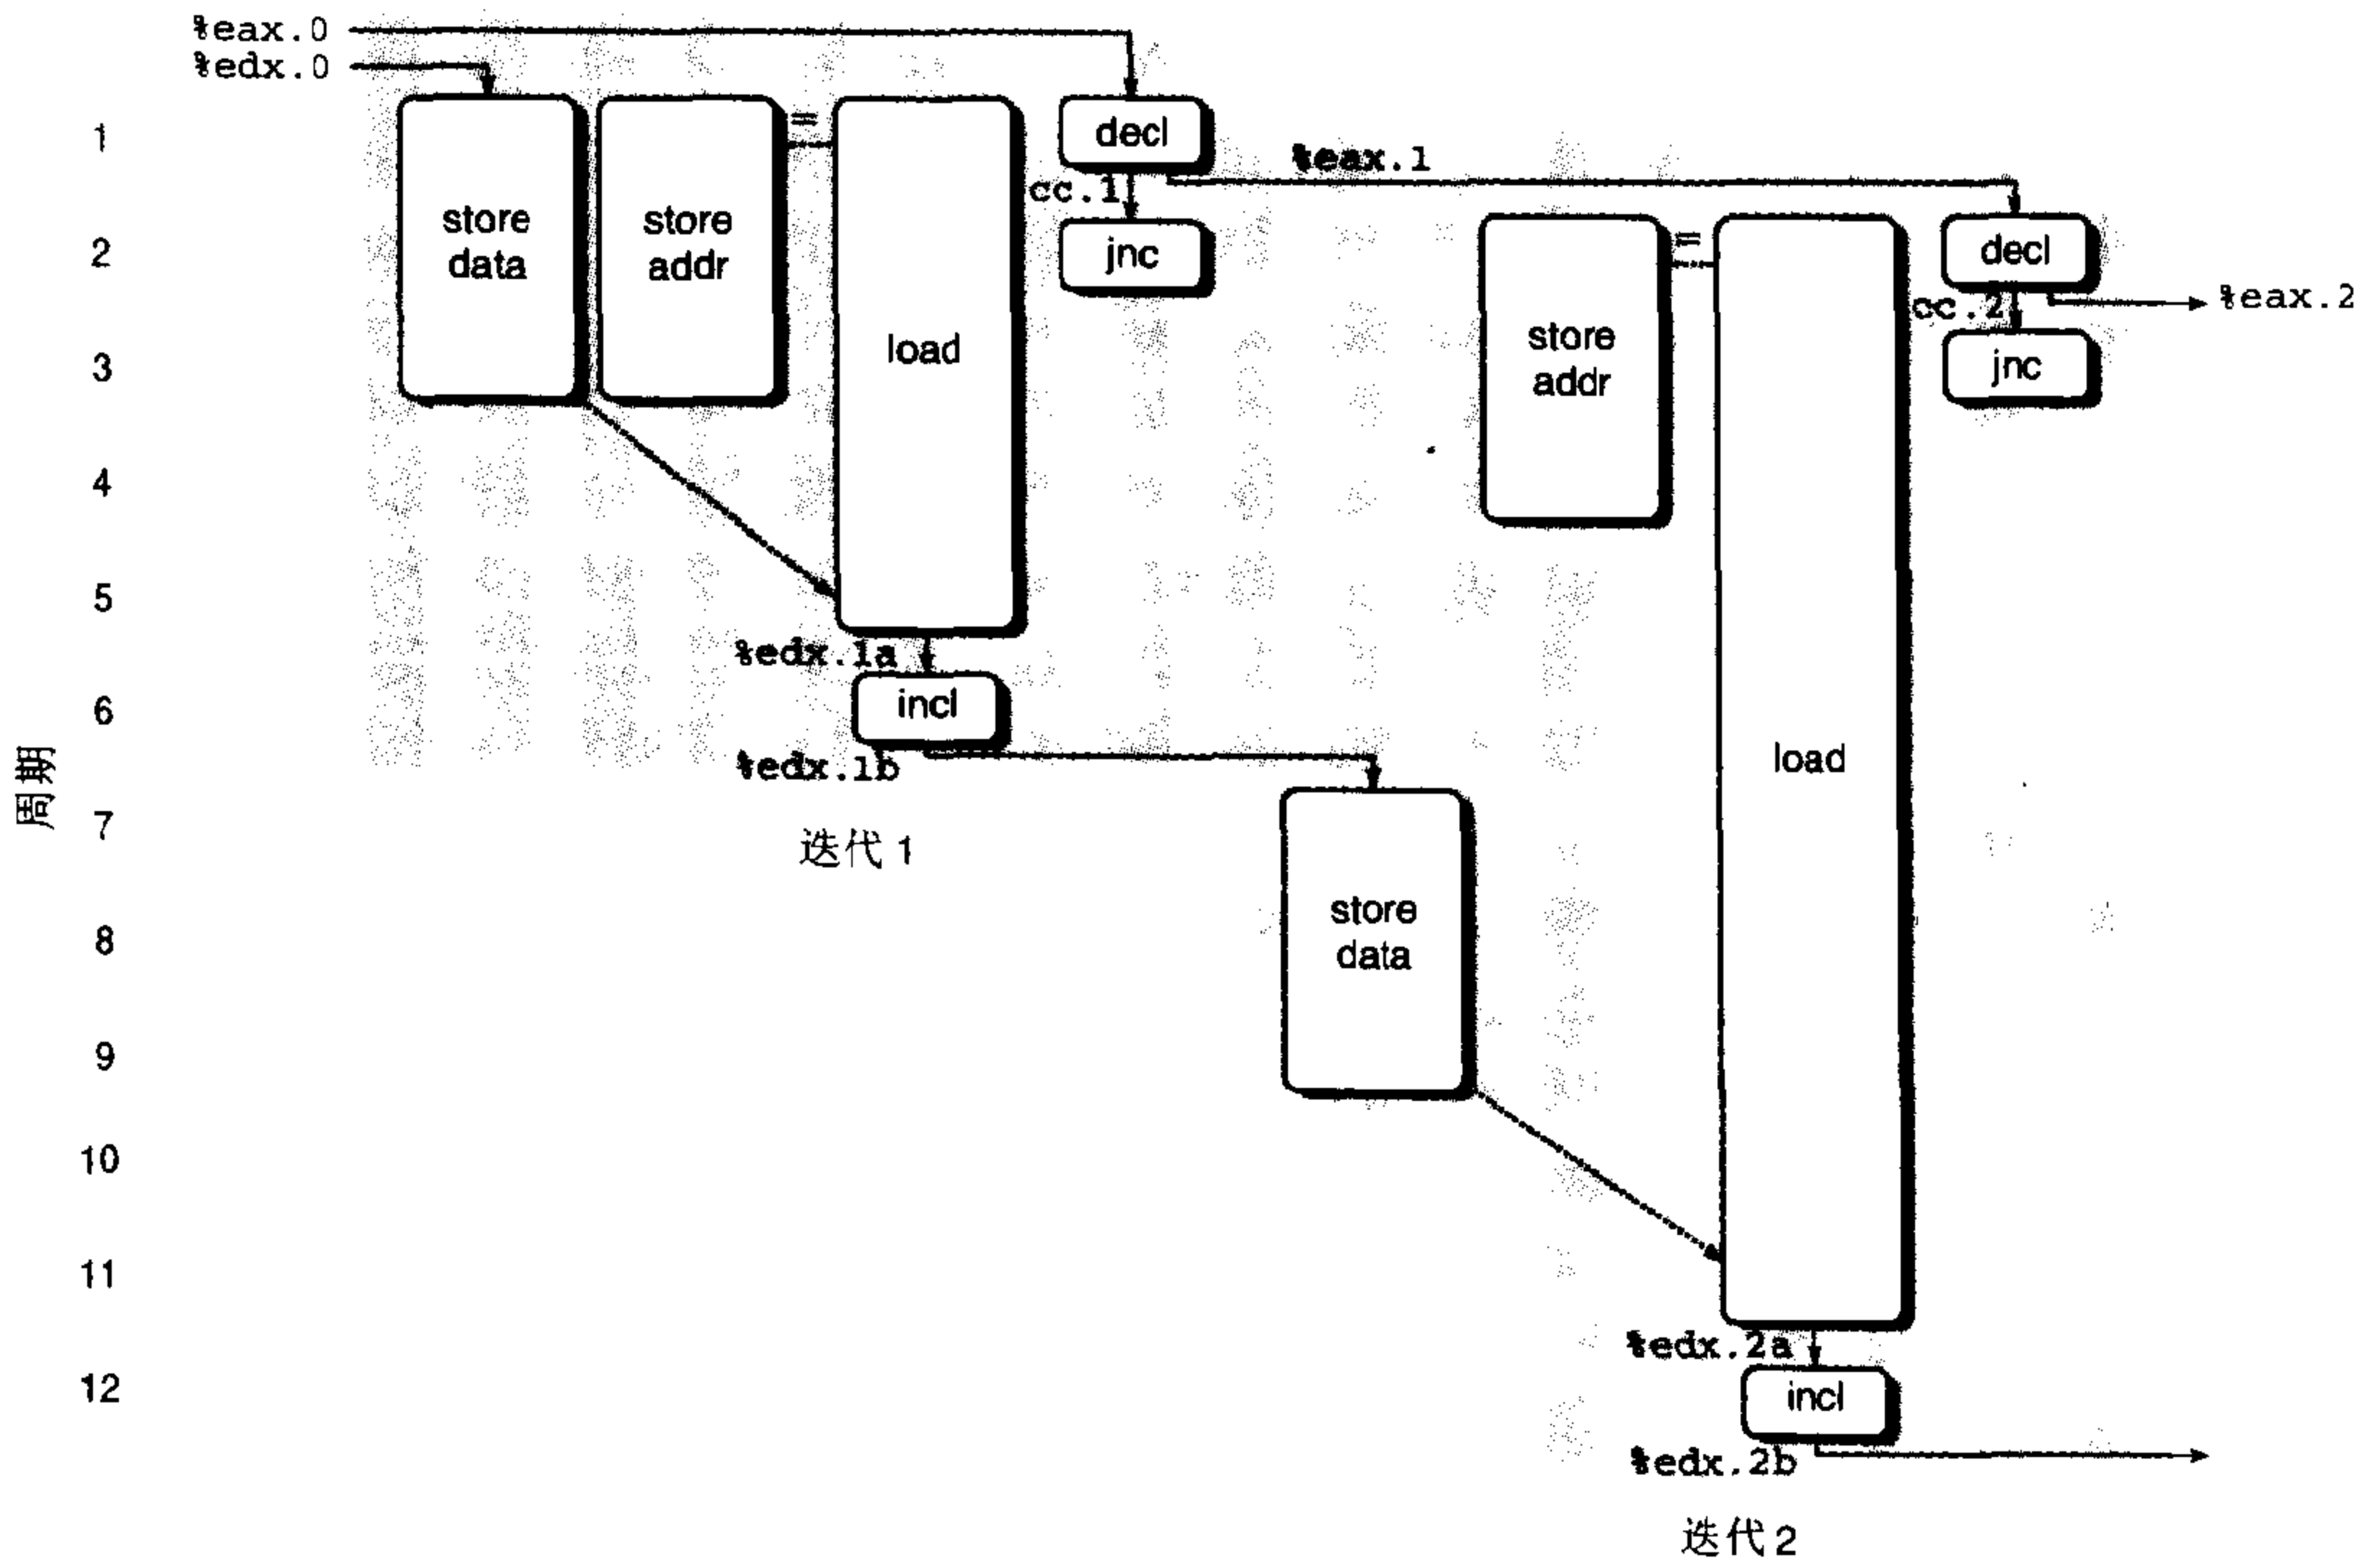 %eax.0
%edx.0
1
store data
store addr
=
load
decl
%eax.1
cc.1
jnc
2
store addr
=
load
decl
cc.2
%eax.2
jnc
3
4
5
%edx.1a
incl
6
%edx.1b
周期
7
迭代 1
store data
8
9
10
11
%edx.2a
incl
12
%edx.2b
迭代 2